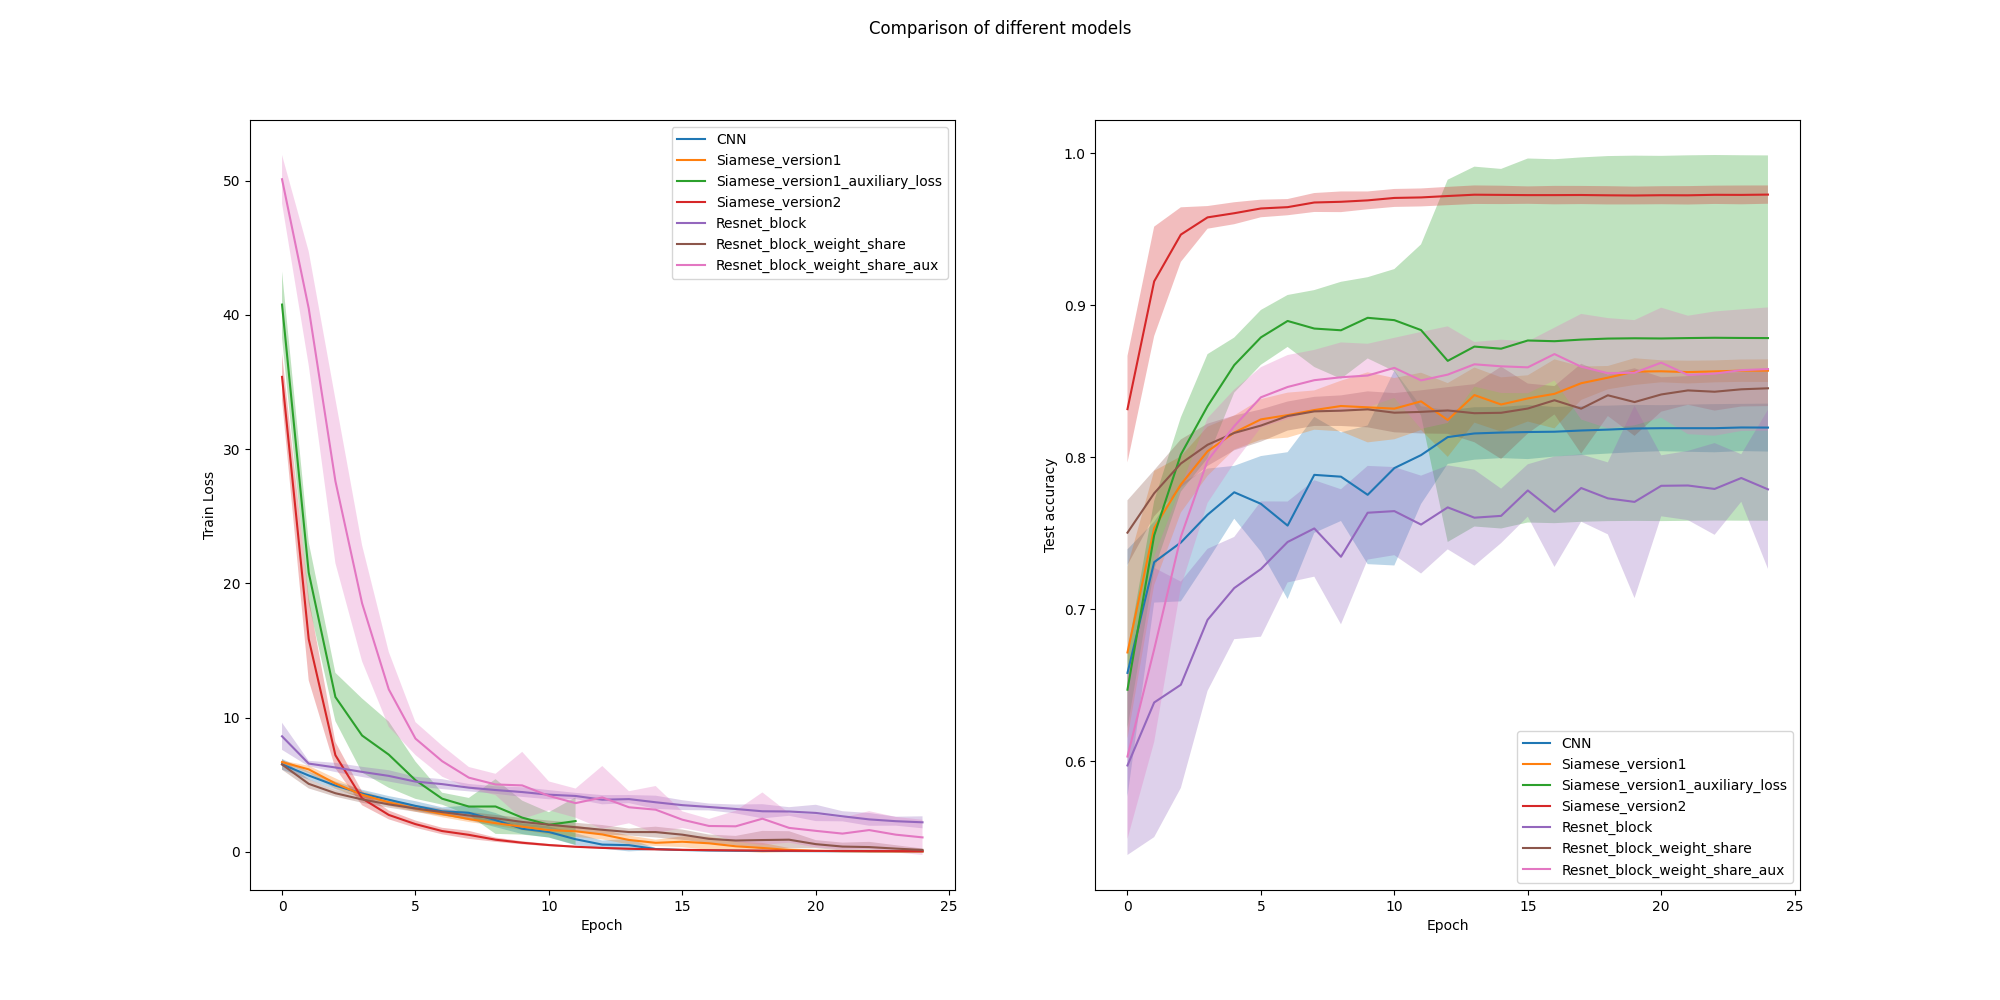 Comparison of different models
CNN
Siamese_version1
Siamese_version1_auxiliary_loss
Siamese_version2
Resnet_block
Resnet_block_weight_share
Resnet_block_weight_share_aux
50
40
30
20
10
0
Train Loss
0 5 10 15 20 25
Epoch
1.0
0.9
0.8
0.7
0.6
Test accuracy
CNN
Siamese_version1
Siamese_version1_auxiliary_loss
Siamese_version2
Resnet_block
Resnet_block_weight_share
Resnet_block_weight_share_aux
0 5 10 15 20 25
Epoch